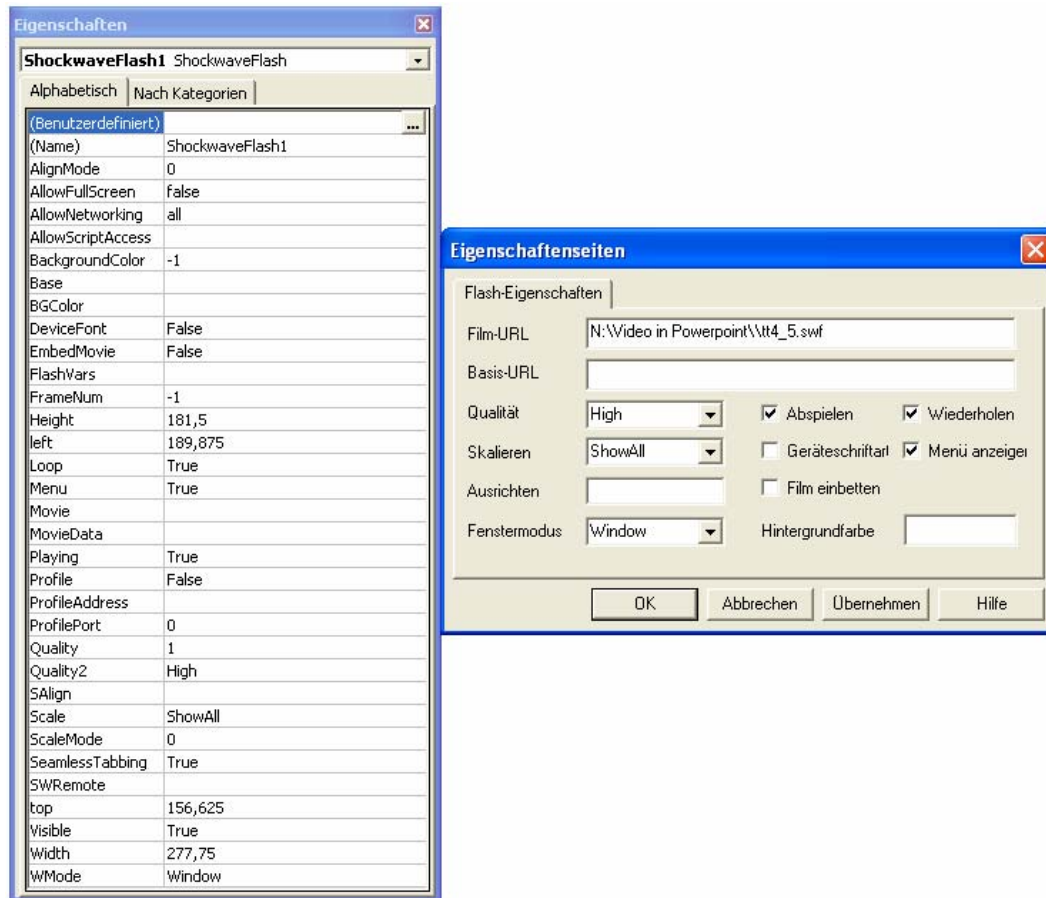 Eigenschaften
ShockwaveFlash1 ShockwaveFlash
Alphabetisch Nach Kategorien
(Benutzerdefiniert) ...
(Name) ShockwaveFlash1
AlignMode 0
AllowFullScreen false
AllowNetworking all
AllowScriptAccess
BackgroundColor -1
Base
BGColor
DeviceFont False
EmbedMovie False
FlashVars
FrameNum -1
Height 181,5
left 189,875
Loop True
Menu True
Movie
MovieData
Playing True
Profile False
ProfileAddress
ProfilePort 0
Quality 1
Quality2 High
SAlign
Scale ShowAll
ScaleMode 0
SeamlessTabbing True
SWRemote
top 156,625
Visible True
Width 277,75
WMode Window
Eigenschaftenseiten
Flash-Eigenschaften
Film-URL N:\Video in Powerpoint\\tt4_5.swf
Basis-URL
Qualität High Abspielen Wiederholen
Skalieren ShowAll Geräteschriftart Menü anzeigen
Ausrichten Film einbetten
Fenstermodus Window Hintergrundfarbe
OK Abbrechen Übernehmen Hilfe